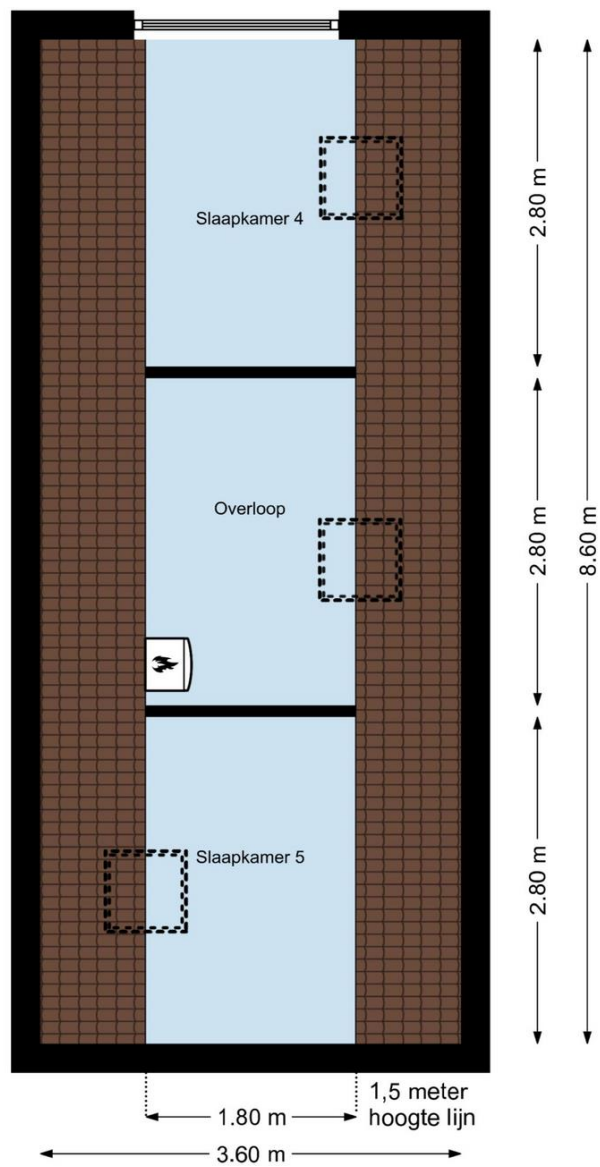 Slaapkamer 4
2.80 m
Overloop
2.80 m
8.60 m
Slaapkamer 5
2.80 m
1,5 meter
hoogte lijn
1.80 m
3.60 m